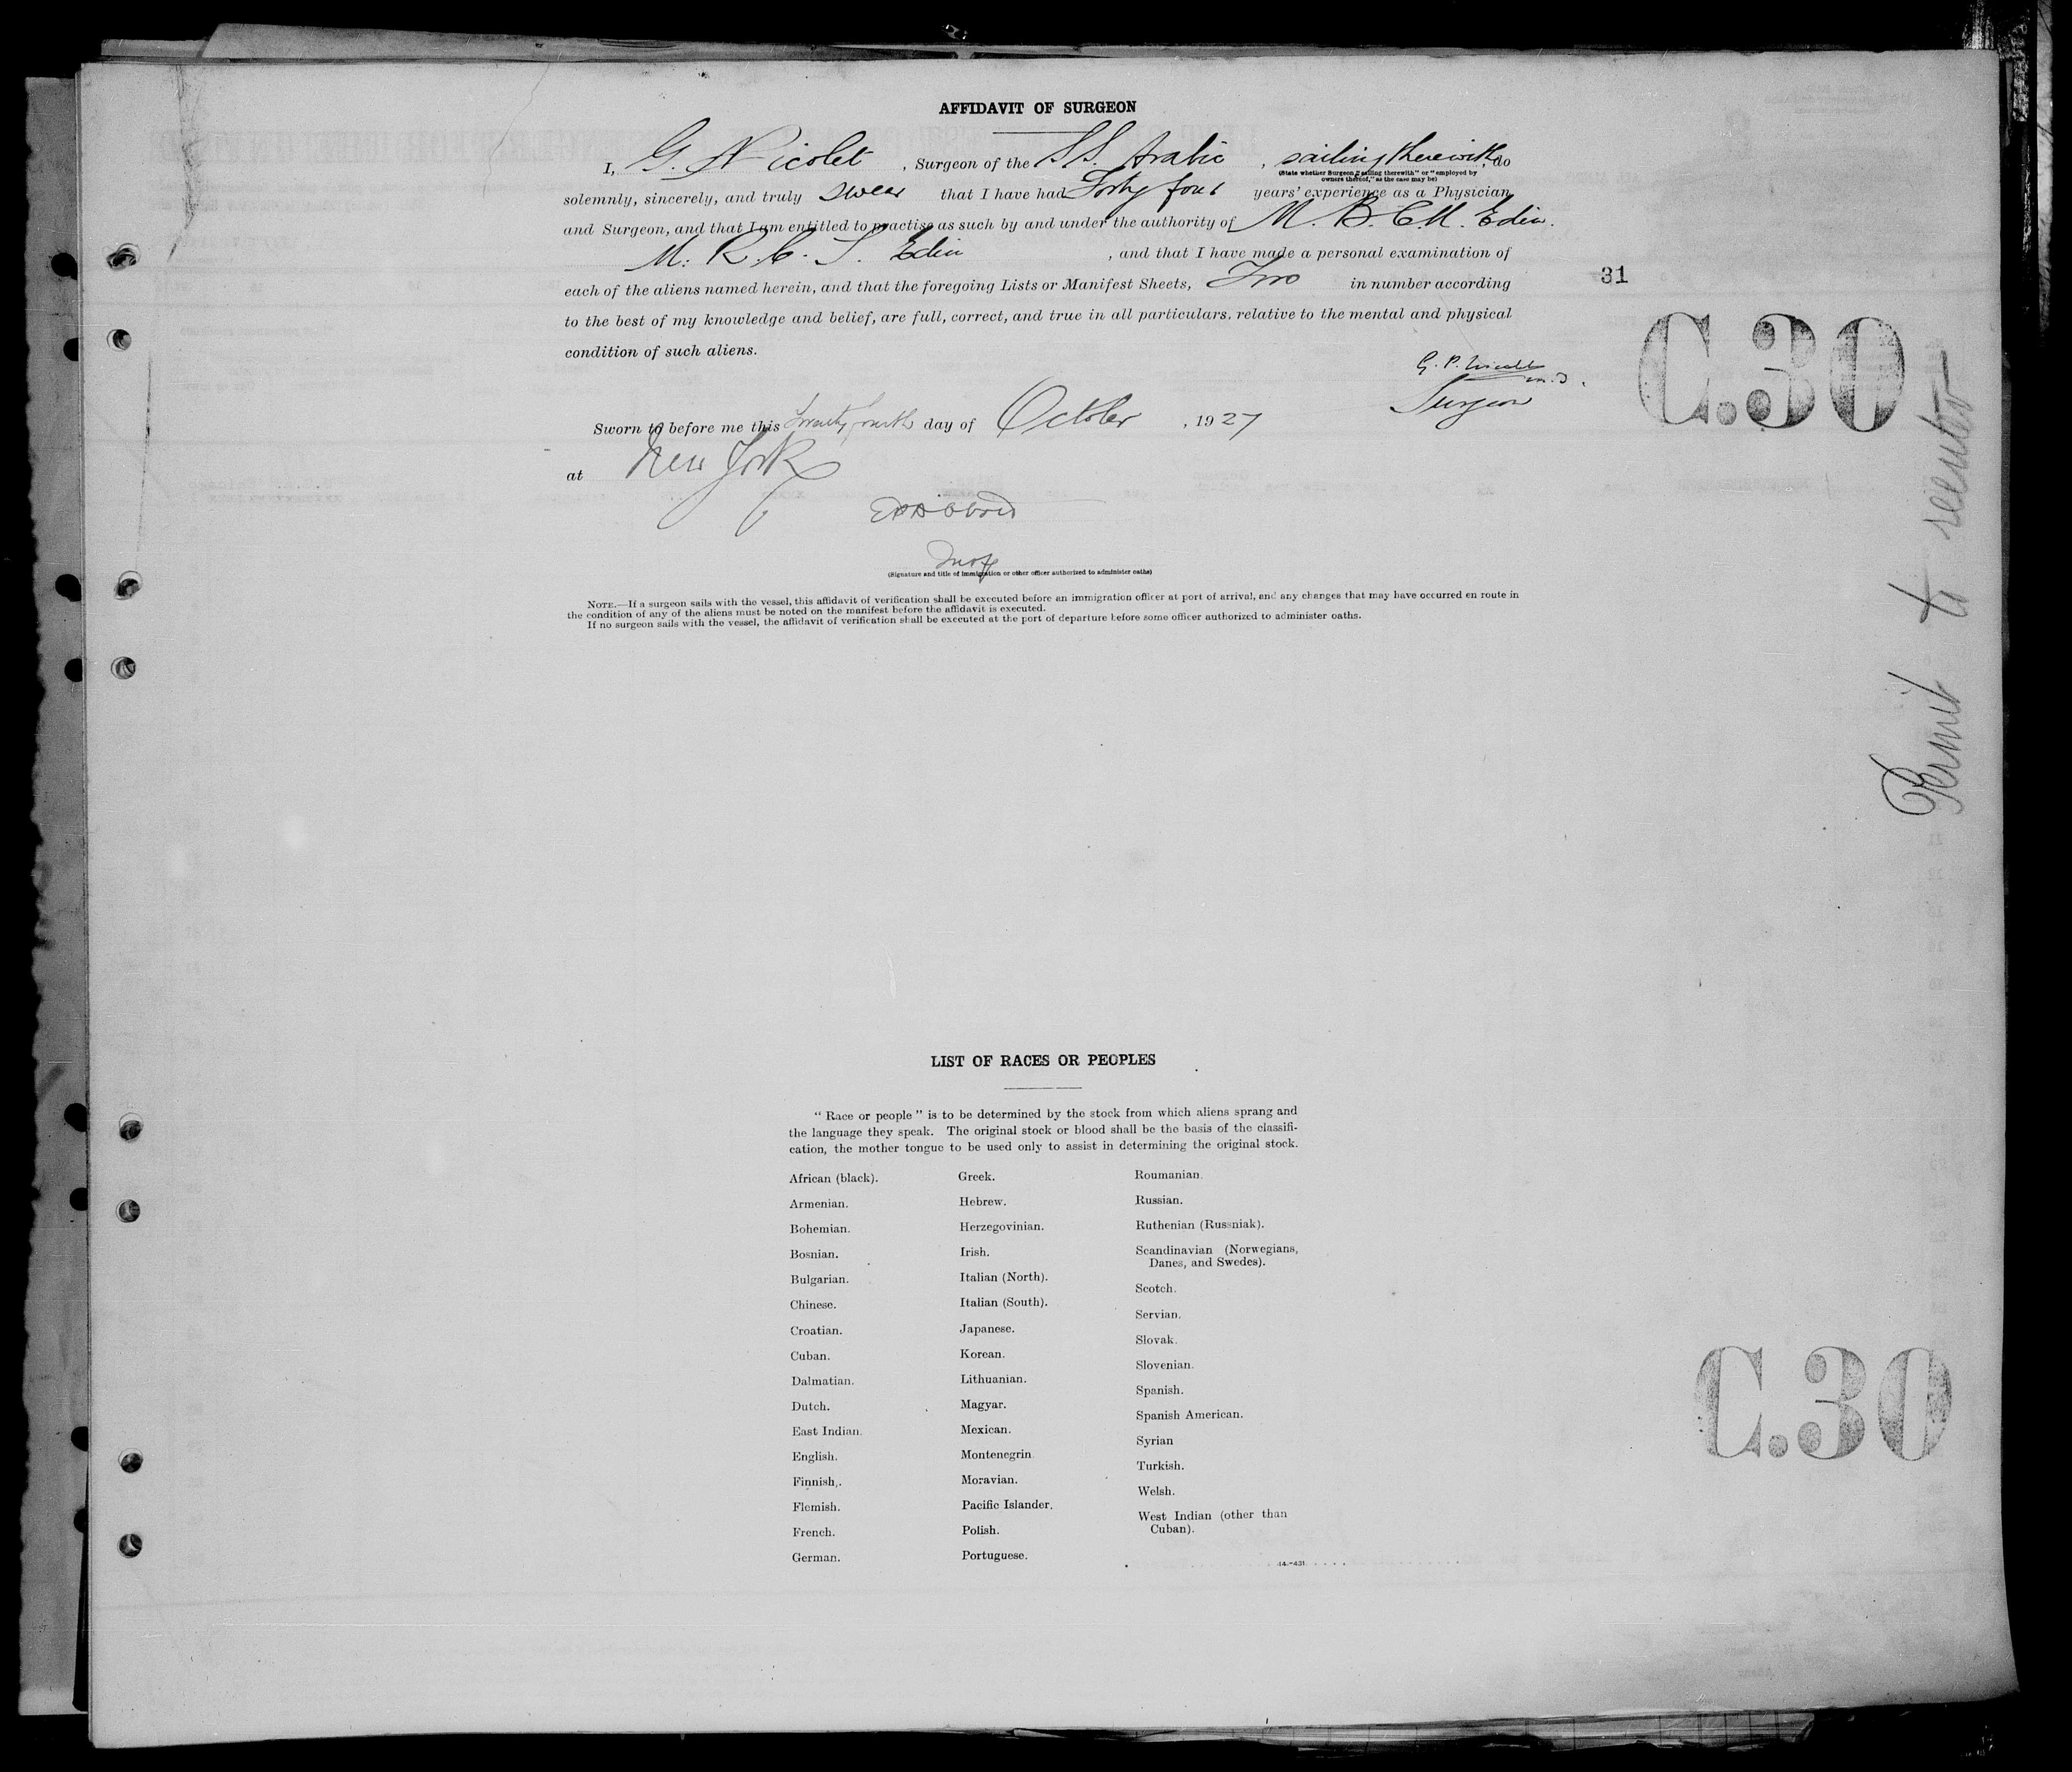 AFFIDAVIT OF SURGEON
I, G. Nicolet , Surgeon of the S.S. Arabic , sailing therewith, do
(State whether Surgeon "sailing therewith" or "employed by
owners thereof," as the case may be)
solemnly, sincerely, and truly swear that I have had Forty four years' experience as a Physician
and Surgeon, and that I am entitled to practise as such by and under the authority of M. B. C. M. Edin.
M. R. C. S. Edin , and that I have made a personal examination of
31
each of the aliens named herein, and that the foregoing Lists or Manifest Sheets, Two in number according
to the best of my knowledge and belief, are full, correct, and true in all particulars, relative to the mental and physical
condition of such aliens.
C.30
G. P. Nicolet
M.D.
Surgeon
Sworn to before me this Twenty fourth day of October , 1927
at New York
Insp
(Signature and title of immigration or other officer authorized to administer oaths)
NOTE.—If a surgeon sails with the vessel, this affidavit of verification shall be executed before an immigration officer at port of arrival, and any changes that may have occurred en route in
the condition of any of the aliens must be noted on the manifest before the affidavit is executed.
If no surgeon sails with the vessel, the affidavit of verification shall be executed at the port of departure before some officer authorized to administer oaths.
Permit to reenter
LIST OF RACES OR PEOPLES
" Race or people " is to be determined by the stock from which aliens sprang and
the language they speak. The original stock or blood shall be the basis of the classifi-
cation, the mother tongue to be used only to assist in determining the original stock.
African (black).
Armenian.
Bohemian.
Bosnian.
Bulgarian.
Chinese.
Croatian.
Cuban.
Dalmatian.
Dutch.
East Indian.
English.
Finnish.
Flemish.
French.
German.
Greek.
Hebrew.
Herzegovinian.
Irish.
Italian (North).
Italian (South).
Japanese.
Korean.
Lithuanian.
Magyar.
Mexican.
Montenegrin
Moravian.
Pacific Islander.
Polish.
Portuguese.
Roumanian.
Russian.
Ruthenian (Russniak).
Scandinavian (Norwegians,
Danes, and Swedes).
Scotch.
Servian.
Slovak.
Slovenian.
Spanish.
Spanish American.
Syrian
Turkish.
Welsh.
West Indian (other than
Cuban).
14-431
C.30